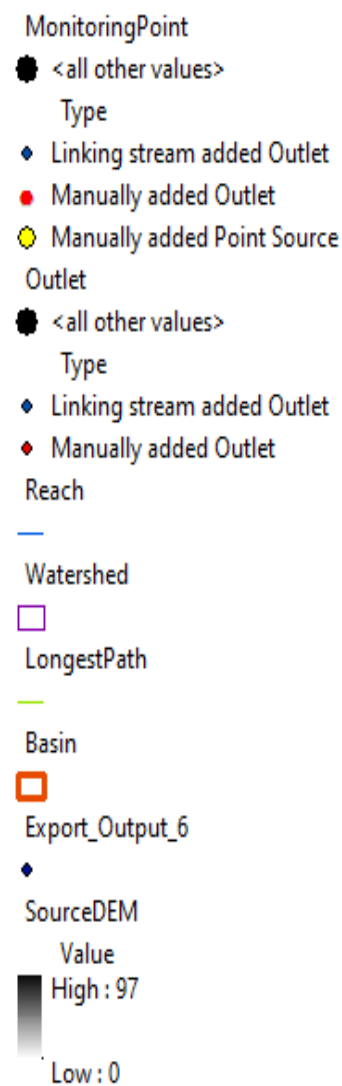 MonitoringPoint
<all other values>
Type
Linking stream added Outlet
Manually added Outlet
Manually added Point Source
Outlet
<all other values>
Type
Linking stream added Outlet
Manually added Outlet
Reach
Watershed
LongestPath
Basin
Export_Output_6
SourceDEM
Value
High : 97
Low : 0